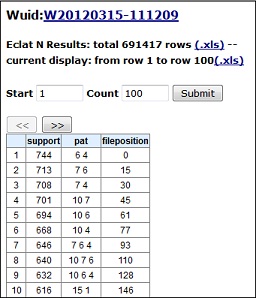 Wuid:W20120315-111209
Eclat N Results: total 691417 rows (.xls) --
current display: from row 1 to row 100(.xls)
Start 1 Count 100 Submit
<< >>
support pat fileposition
1 744 6 4 0
2 713 7 6 15
3 708 7 4 30
4 701 10 7 45
5 694 10 6 61
6 668 10 4 77
7 646 7 6 4 93
8 640 10 7 6 110
9 632 10 6 4 128
10 616 15 1 146